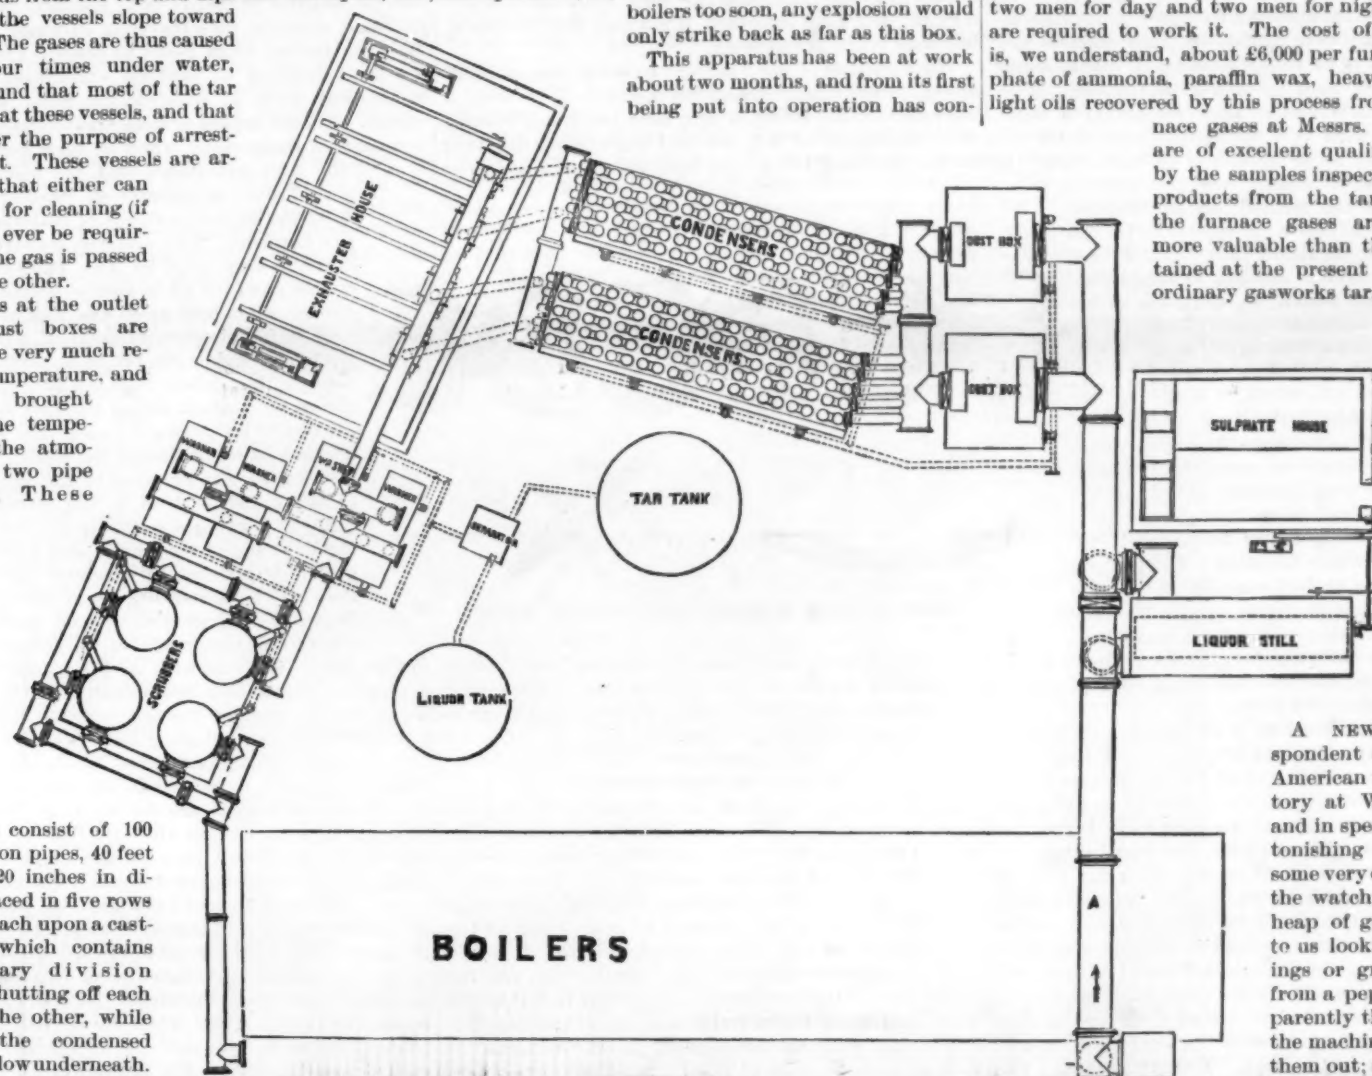 the vessels slope toward
The gases are thus caused
our times under water,
und that most of the tar
at these vessels, and that
er the purpose of arrest-
t. These vessels are ar-
that either can
for cleaning (if
ever be requir-
he gas is passed
e other.
s at the outlet
ust boxes are
e very much re-
mperature, and
brought
he tempe-
the atmo-
two pipe
These
consist of 100
on pipes, 40 feet
20 inches in di-
aced in five rows
each upon a cast-
which contains
ary division
hutting off each
he other, while
the condensed
low underneath.
boilers too soon, any explosion would
only strike back as far as this box.
This apparatus has been at work
about two months, and from its first
being put into operation has con-
two men for day and two men for nig
are required to work it. The cost of
is, we understand, about £6,000 per fur
phate of ammonia, paraffin wax, heav
light oils recovered by this process fro
nace gases at Messrs.
are of excellent quali
by the samples inspec
products from the tar
the furnace gases ar
more valuable than t
tained at the present
ordinary gasworks tar
EXHAUSTER HOUSE
CONDENSERS
CONDENSERS
DUST BOX
DUST BOX
SULPHATE HOUSE
WASHER
WASHER
WASHER
WASHER
SEPARATOR
TAR TANK
LIQUOR STILL
SCRUBBERS
LIQUOR TANK
BOILERS
A
A NEW
spondent
American
tory at W
and in spe
tonishing
some very
the watch
heap of g
to us look
ings or g
from a pep
parently t
the machin
them out;